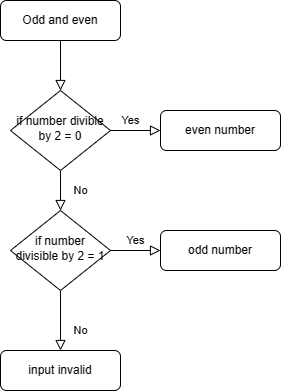 Odd and even
if number divible
by 2 = 0
Yes
even number
No
if number
divisible by 2 = 1
Yes
odd number
No
input invalid